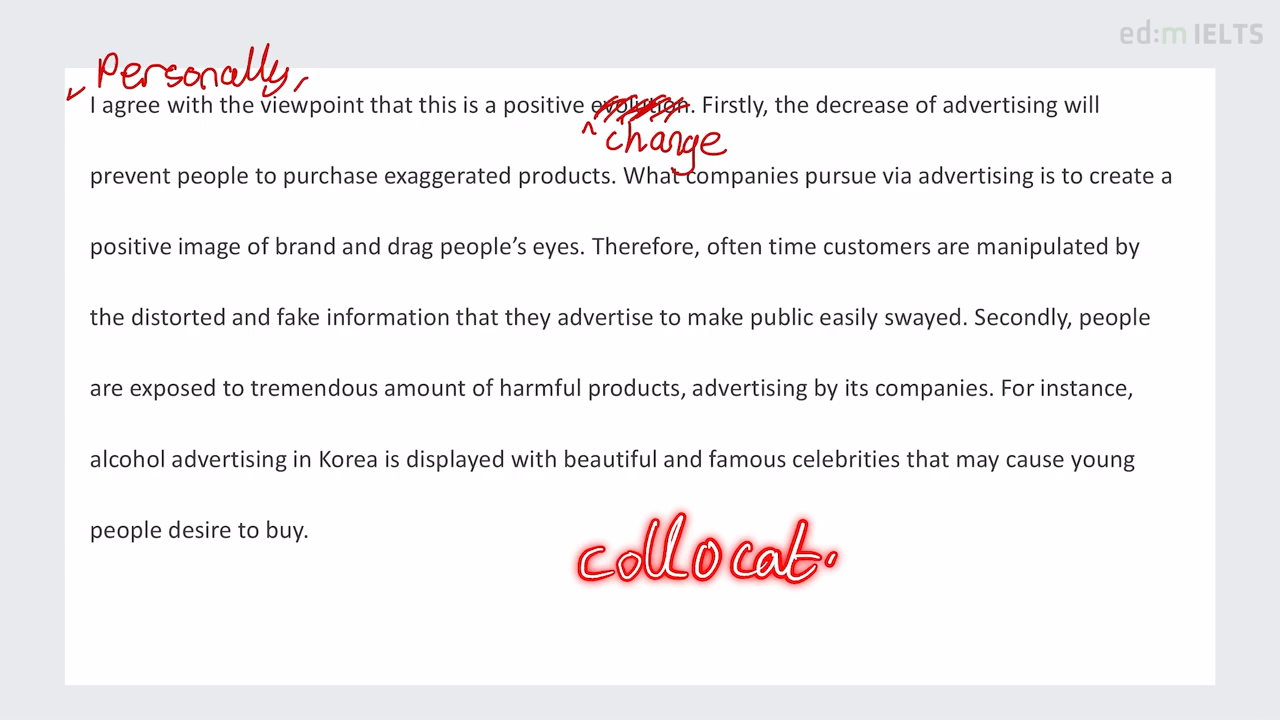 ed:m IELTS
Personally,
I agree with the viewpoint that this is a positive evolution. Firstly, the decrease of advertising will
change
prevent people to purchase exaggerated products. What companies pursue via advertising is to create a
positive image of brand and drag people’s eyes. Therefore, often time customers are manipulated by
the distorted and fake information that they advertise to make public easily swayed. Secondly, people
are exposed to tremendous amount of harmful products, advertising by its companies. For instance,
alcohol advertising in Korea is displayed with beautiful and famous celebrities that may cause young
people desire to buy.
collocat